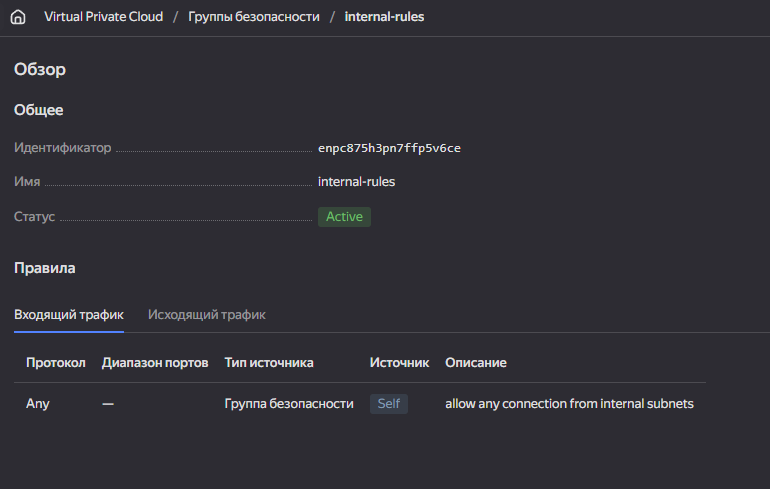 Virtual Private Cloud / Группы безопасности / internal-rules
Обзор
Общее
Идентификатор enpc875h3pn7ffp5v6ce
Имя internal-rules
Статус Active
Правила
Входящий трафик Исходящий трафик
Протокол Диапазон портов Тип источника Источник Описание
Any — Группа безопасности Self allow any connection from internal subnets